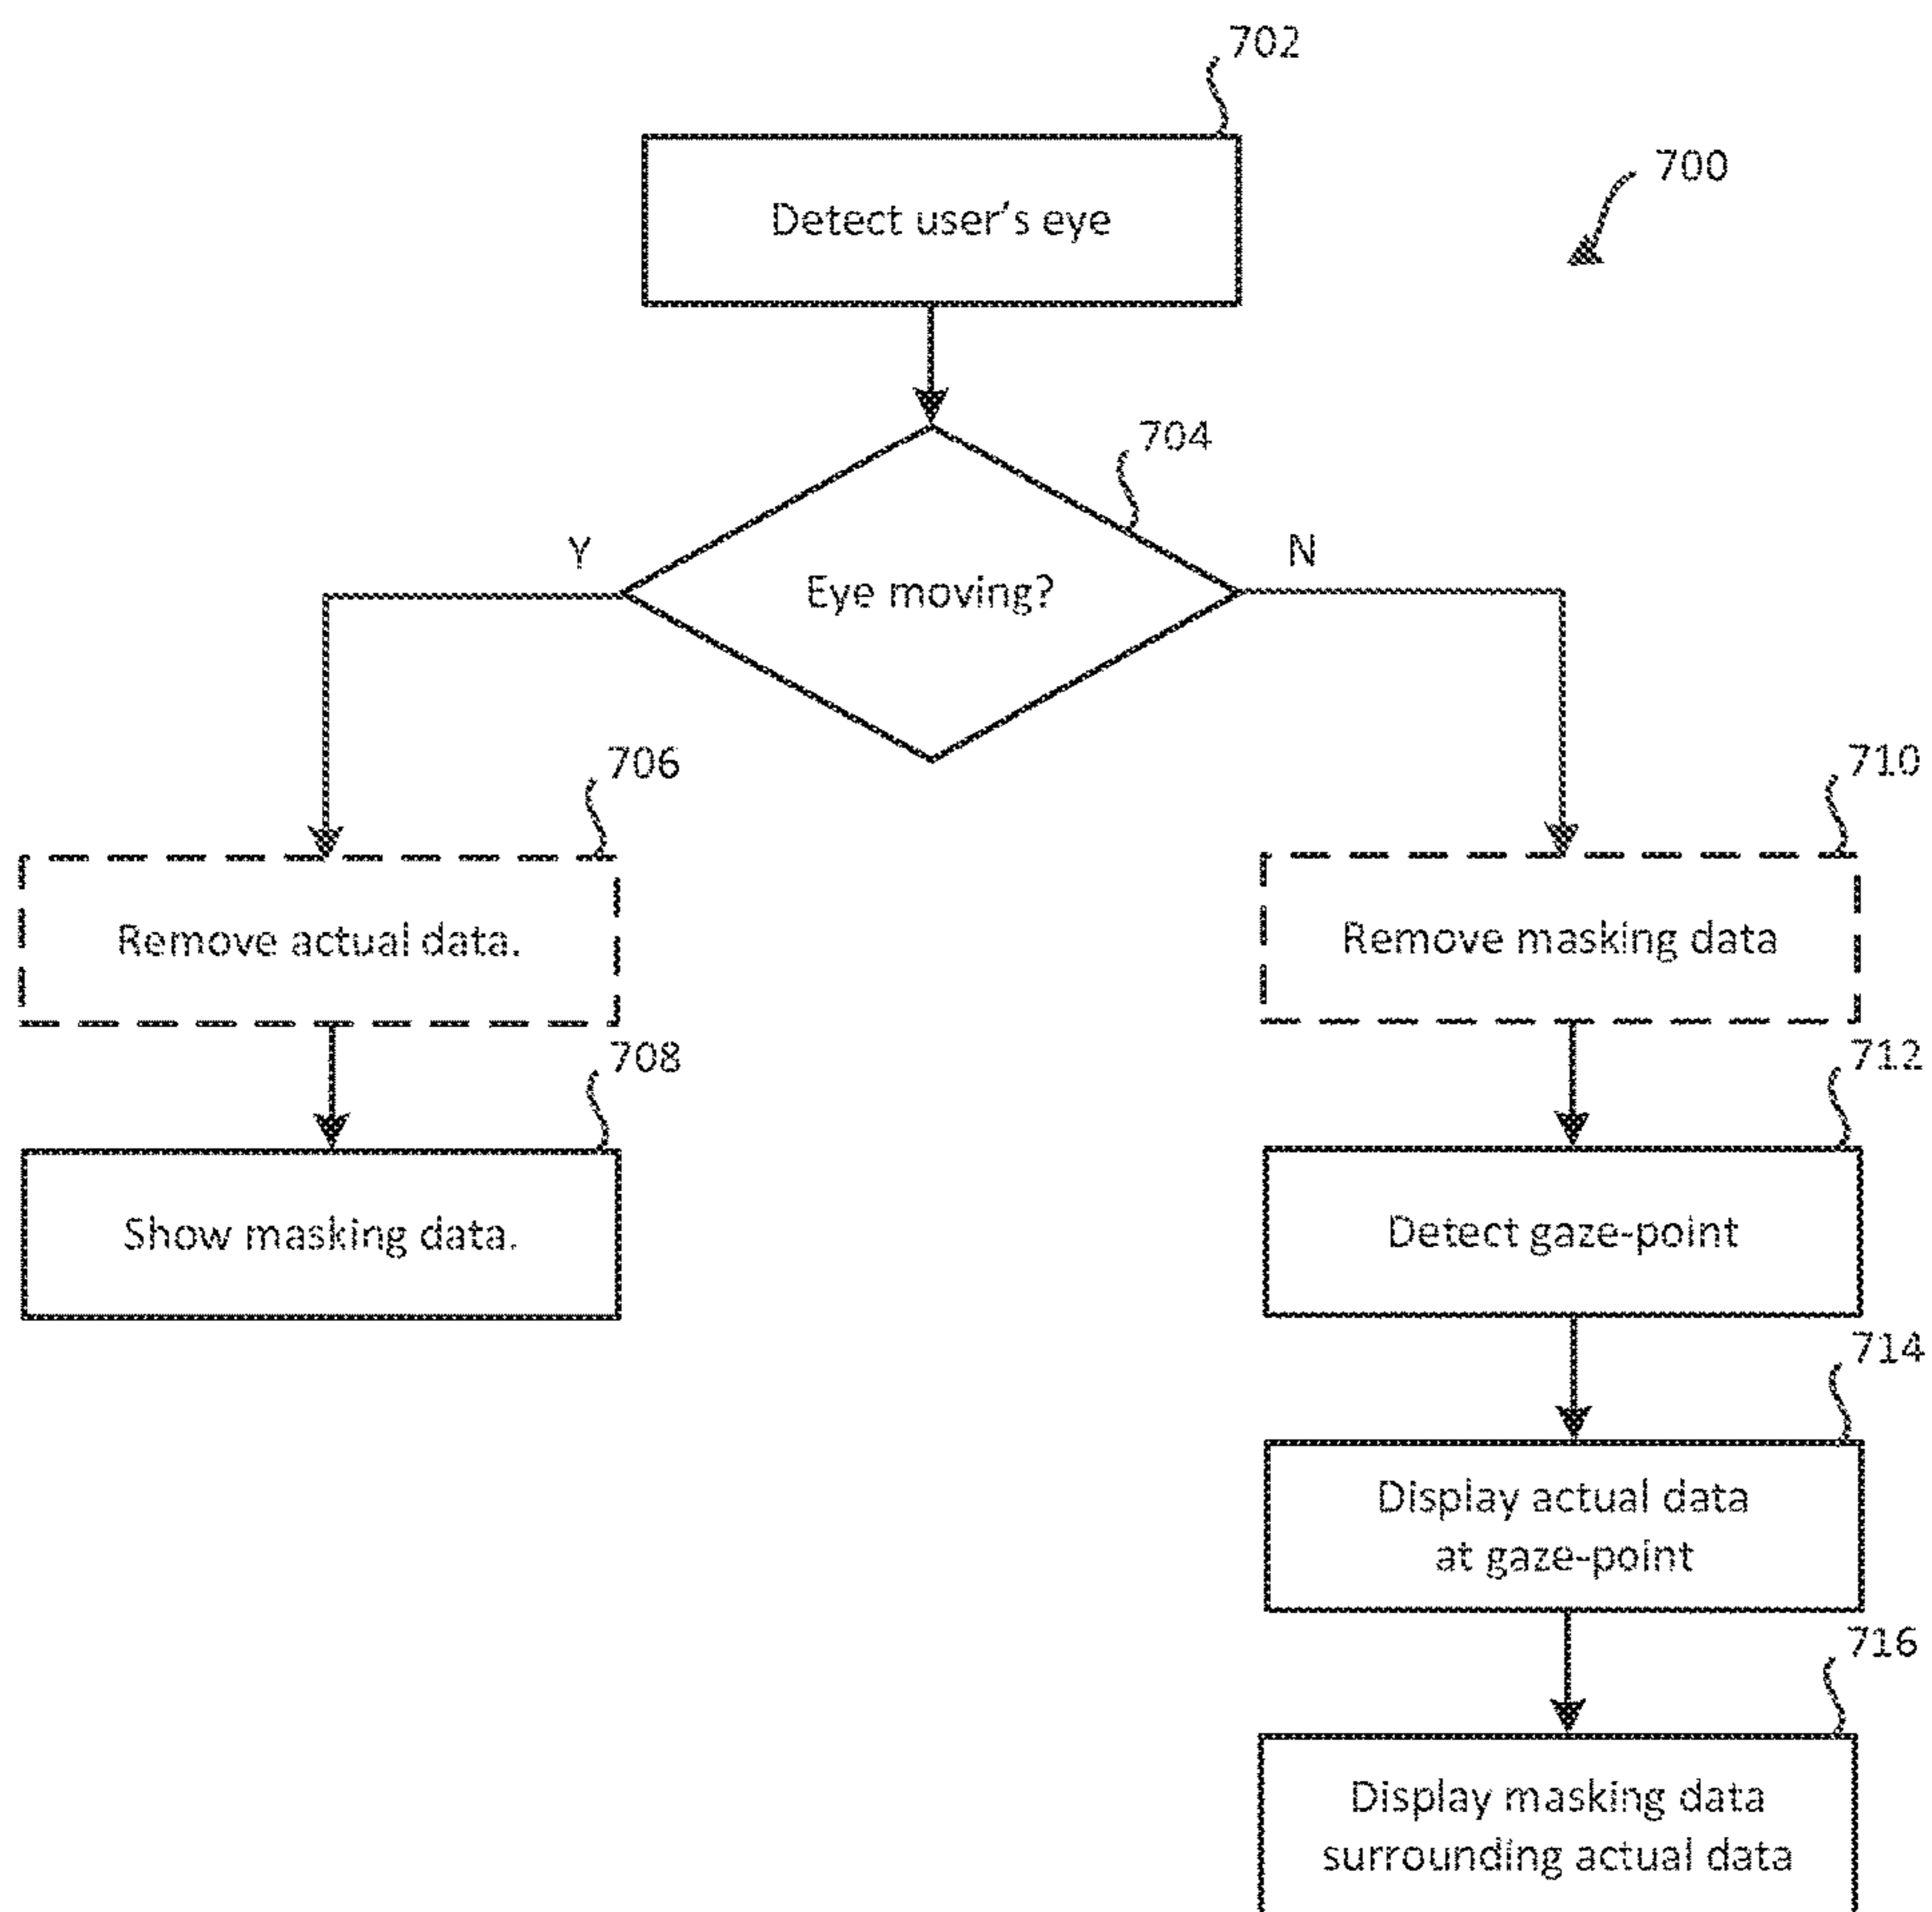 702
700
Detect user's eye
704
Y
N
Eye moving?
706
710
Remove actual data.
Remove masking data
708
712
Show masking data.
Detect gaze-point
714
Display actual data
at gaze-point
716
Display masking data
surrounding actual data